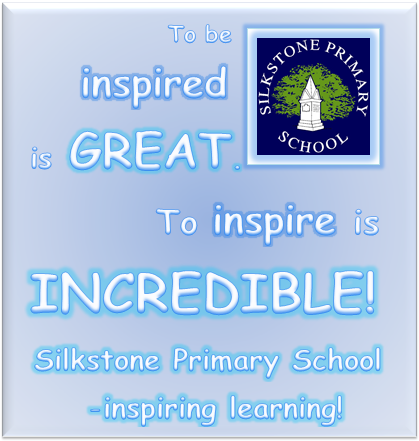 To be
inspired
is GREAT.
SILKSTONE PRIMARY
SCHOOL
To inspire is
INCREDIBLE!
Silkstone Primary School
-inspiring learning!